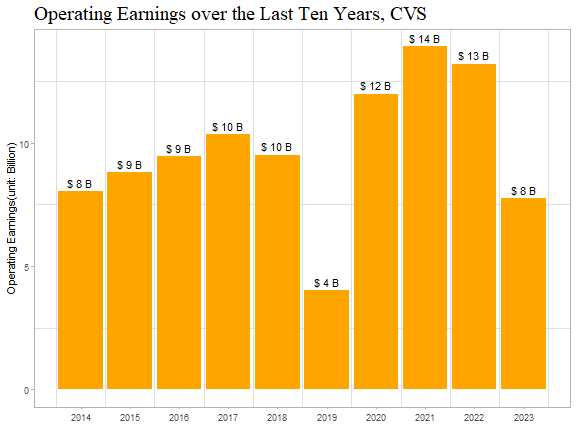 Operating Earnings over the Last Ten Years, CVS
Operating Earnings(unit: Billion)
10
5
0
$ 8 B
$ 9 B
$ 9 B
$ 10 B
$ 10 B
$ 4 B
$ 12 B
$ 14 B
$ 13 B
$ 8 B
2014 2015 2016 2017 2018 2019 2020 2021 2022 2023